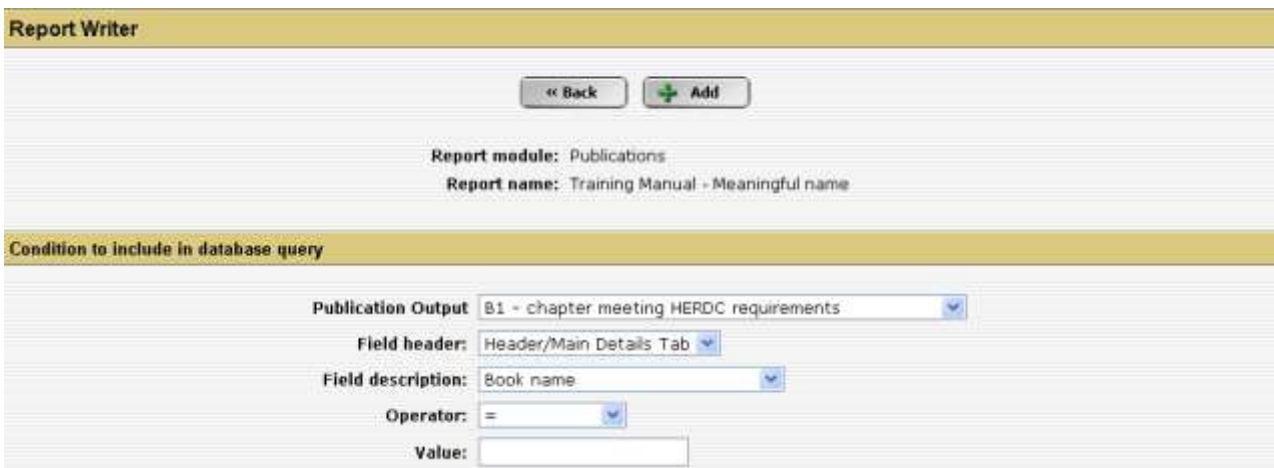 Report Writer
« Back
Add
Report module: Publications
Report name: Training Manual - Meaningful name
Condition to include in database query
Publication Output B1 - chapter meeting HERDC requirements
Field header: Header/Main Details Tab
Field description: Book name
Operator: =
Value: